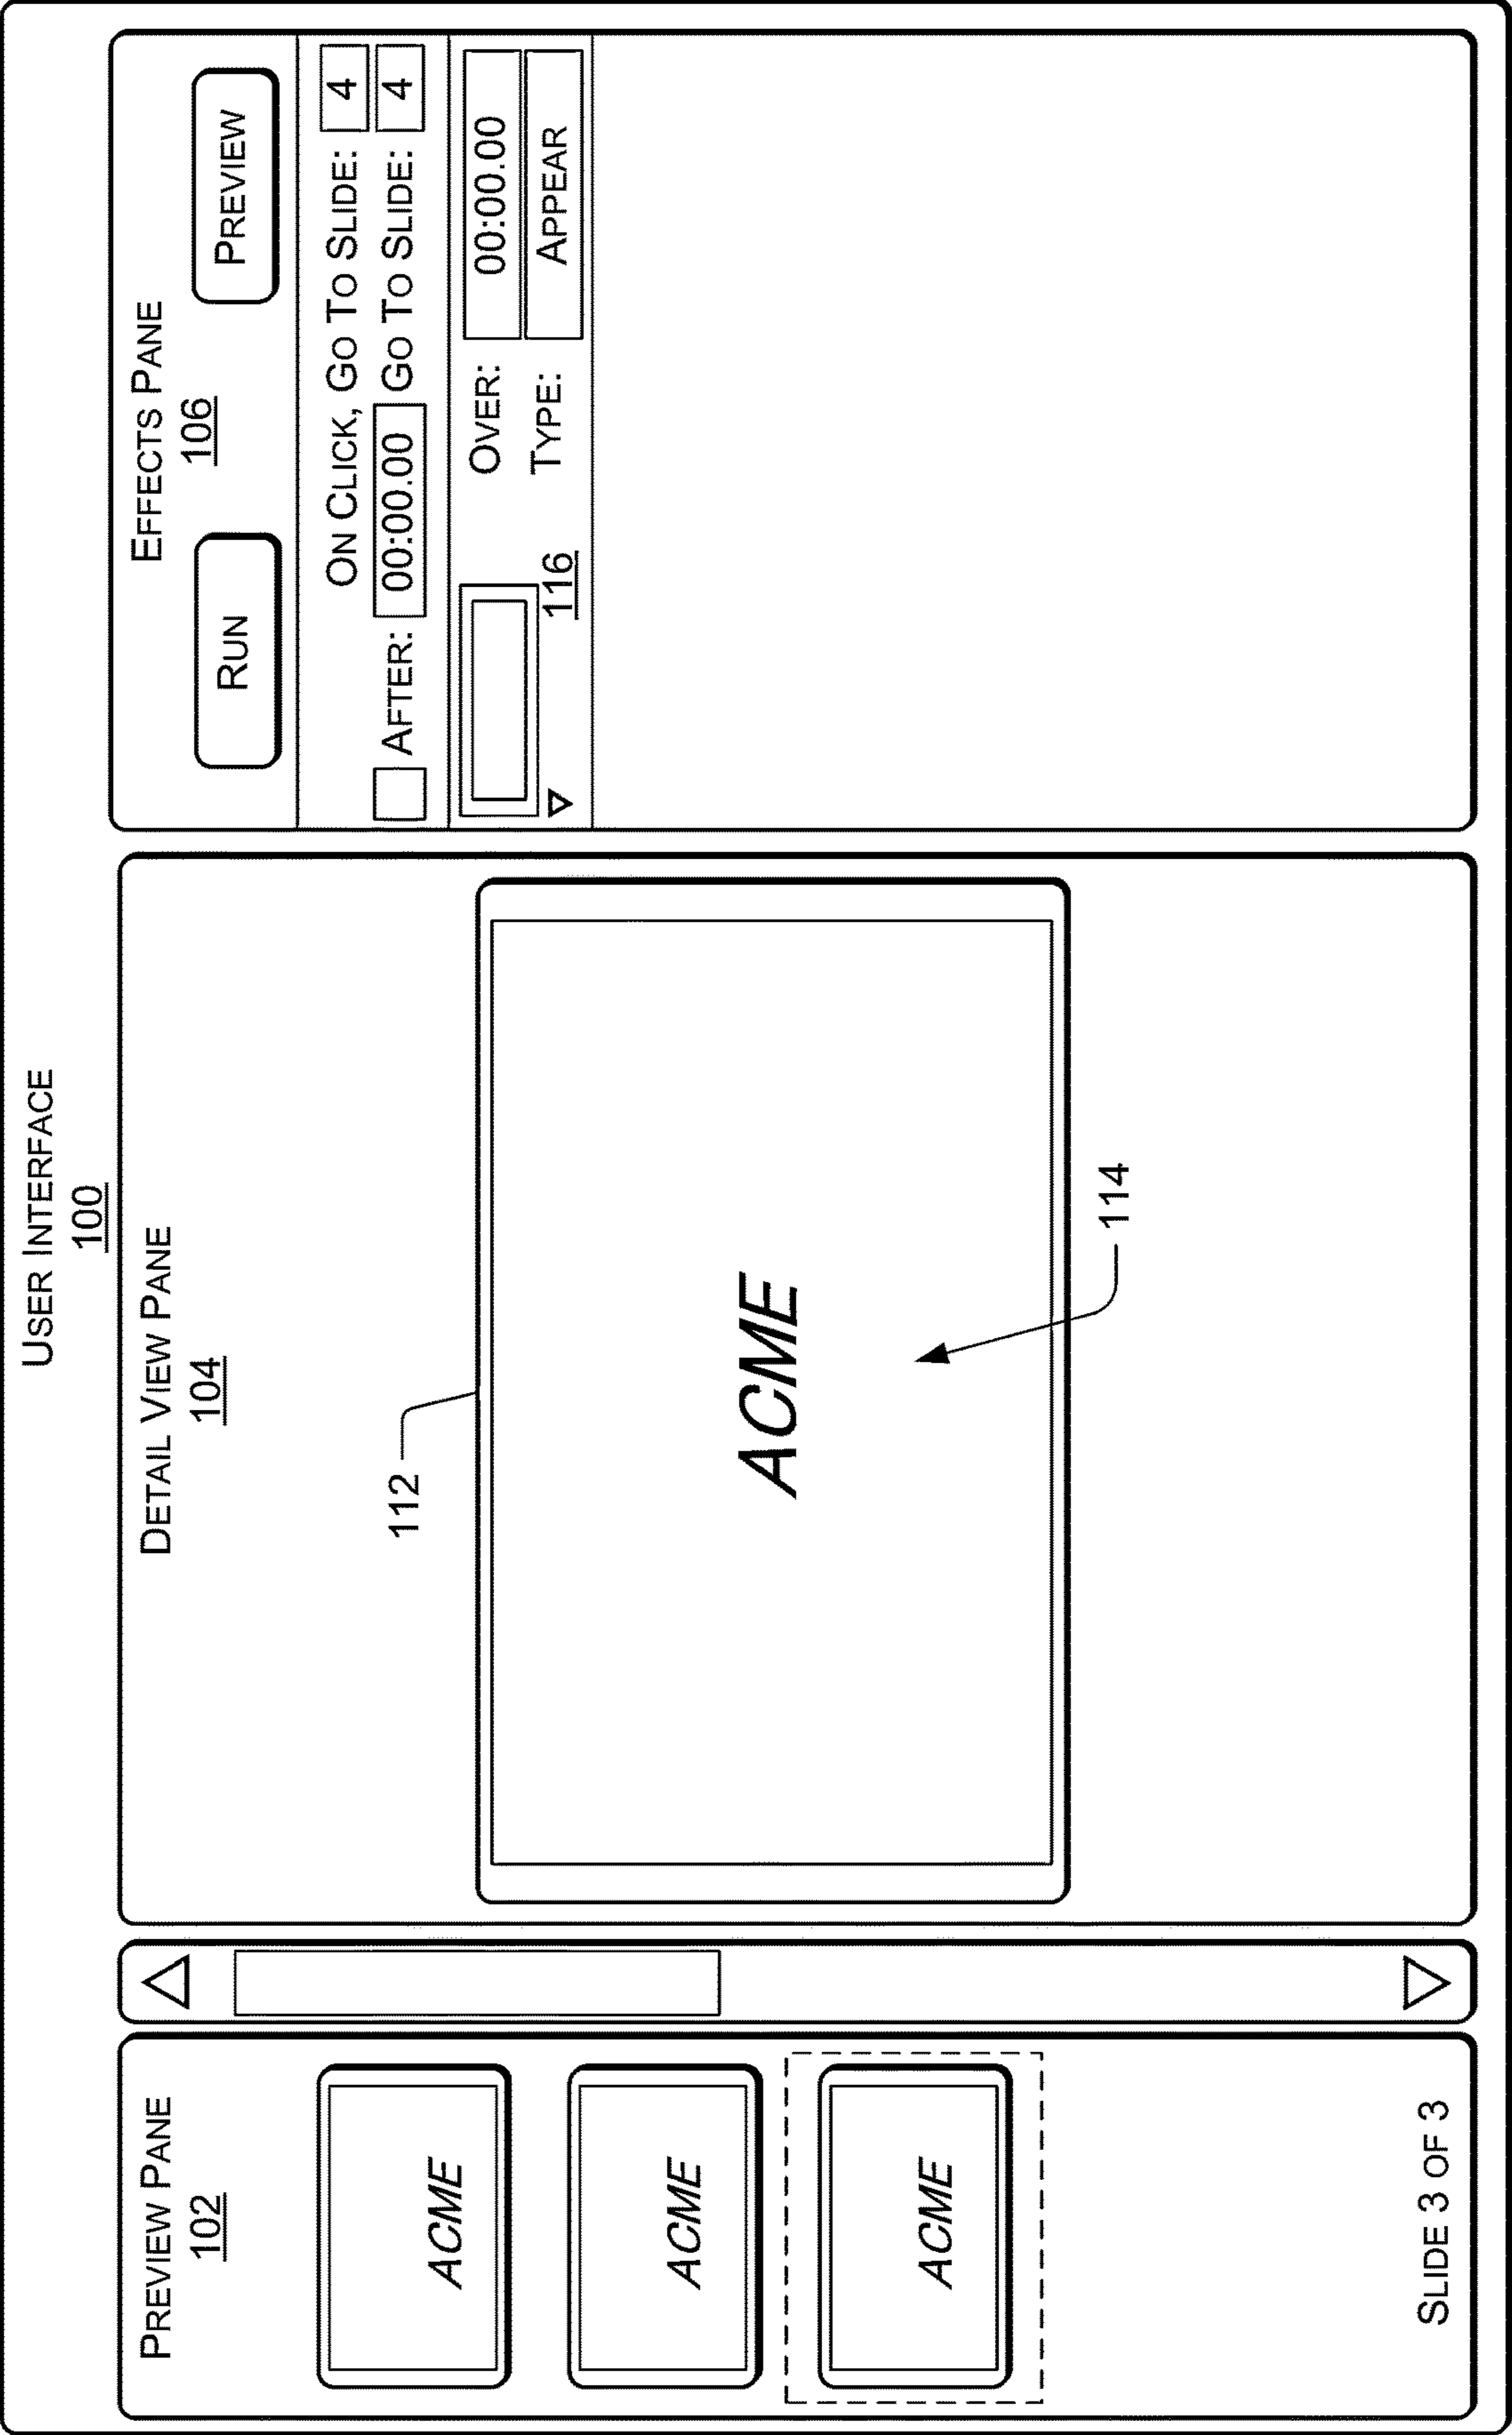 USER INTERFACE
100
PREVIEW PANE
102
ACME
ACME
ACME
SLIDE 3 OF 3
DETAIL VIEW PANE
104
112
ACME
114
EFFECTS PANE
106
RUN
PREVIEW
ON CLICK, GO TO SLIDE: 4
AFTER: 00:00.00 GO TO SLIDE: 4
OVER: 00:00.00
116
TYPE: APPEAR